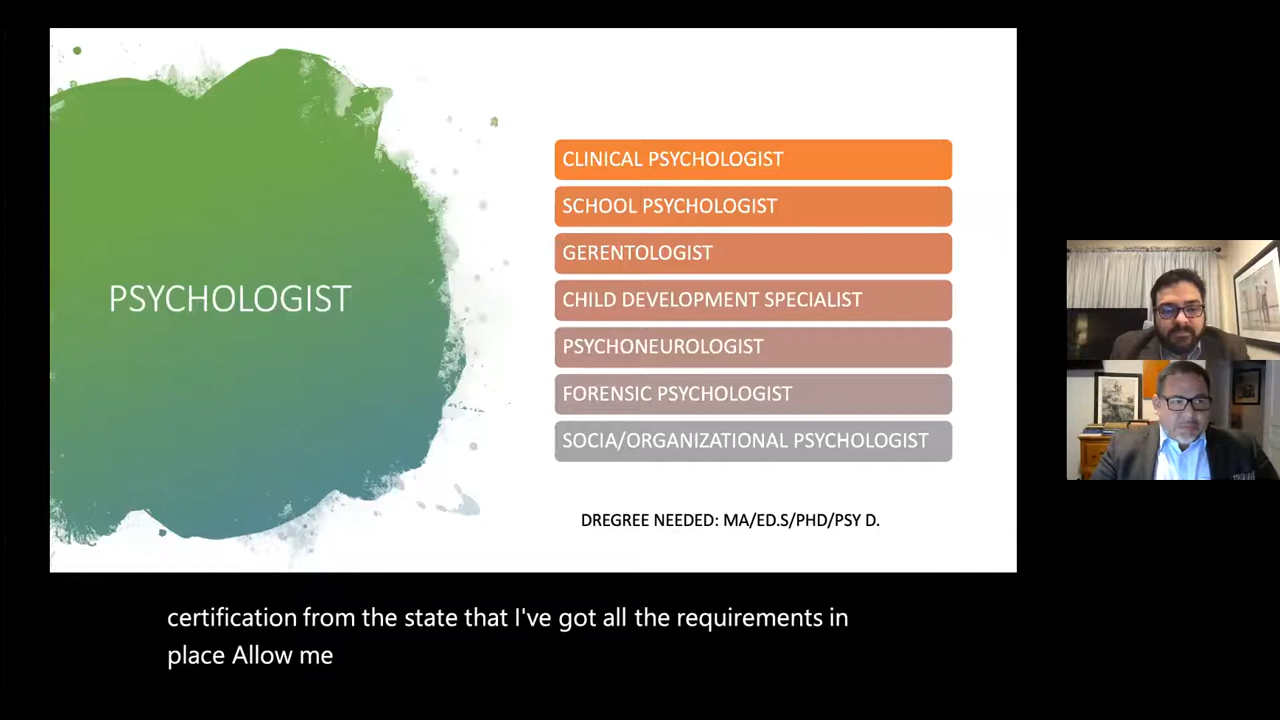 PSYCHOLOGIST
CLINICAL PSYCHOLOGIST
SCHOOL PSYCHOLOGIST
GERENTOLOGIST
CHILD DEVELOPMENT SPECIALIST
PSYCHONEUROLOGIST
FORENSIC PSYCHOLOGIST
SOCIA/ORGANIZATIONAL PSYCHOLOGIST
DREGREE NEEDED: MA/ED.S/PHD/PSY D.
certification from the state that I've got all the requirements in
place Allow me